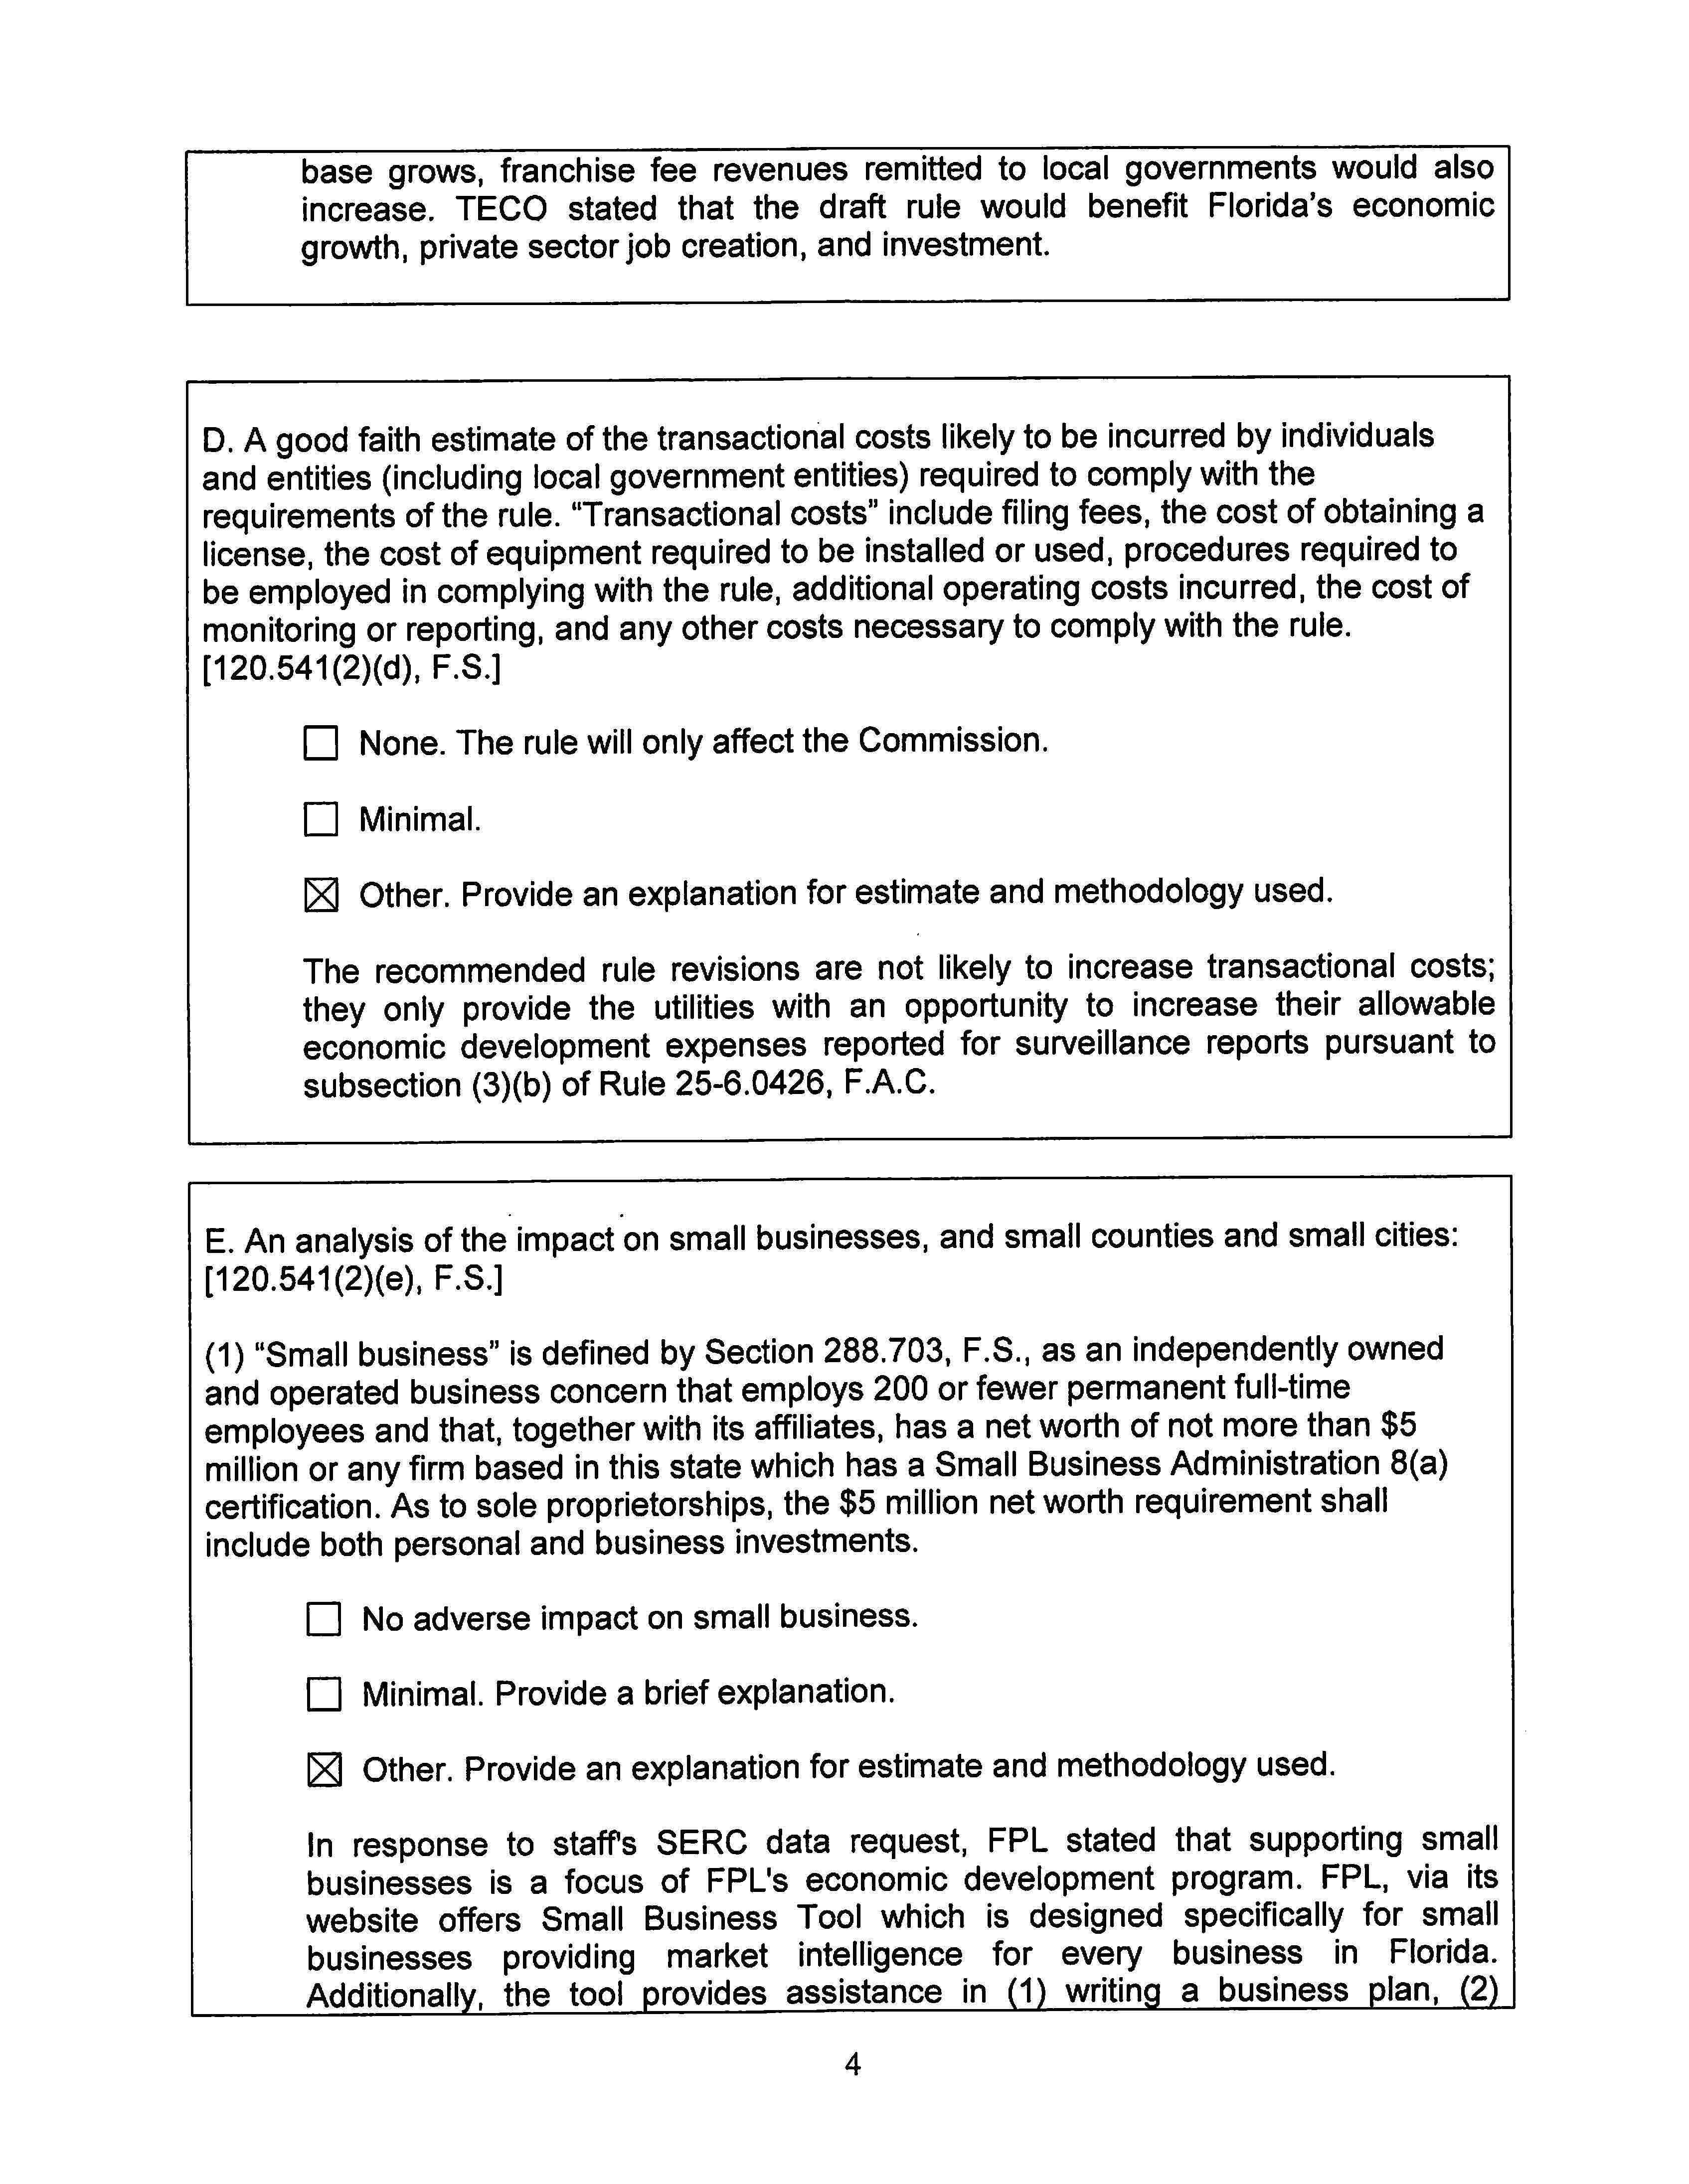 base grows, franchise fee revenues remitted to local governments would also
increase. TECO stated that the draft rule would benefit Florida's economic
growth, private sector job creation, and investment.
D. A good faith estimate of the transactional costs likely to be incurred by individuals
and entities (including local government entities) required to comply with the
requirements of the rule. “Transactional costs” include filing fees, the cost of obtaining a
license, the cost of equipment required to be installed or used, procedures required to
be employed in complying with the rule, additional operating costs incurred, the cost of
monitoring or reporting, and any other costs necessary to comply with the rule.
[120.541(2)(d), F.S.]
☐ None. The rule will only affect the Commission.
☐ Minimal.
☒ Other. Provide an explanation for estimate and methodology used.
The recommended rule revisions are not likely to increase transactional costs;
they only provide the utilities with an opportunity to increase their allowable
economic development expenses reported for surveillance reports pursuant to
subsection (3)(b) of Rule 25-6.0426, F.A.C.
E. An analysis of the impact on small businesses, and small counties and small cities:
[120.541(2)(e), F.S.]
(1) “Small business” is defined by Section 288.703, F.S., as an independently owned
and operated business concern that employs 200 or fewer permanent full-time
employees and that, together with its affiliates, has a net worth of not more than $5
million or any firm based in this state which has a Small Business Administration 8(a)
certification. As to sole proprietorships, the $5 million net worth requirement shall
include both personal and business investments.
☐ No adverse impact on small business.
☐ Minimal. Provide a brief explanation.
☒ Other. Provide an explanation for estimate and methodology used.
In response to staff's SERC data request, FPL stated that supporting small
businesses is a focus of FPL's economic development program. FPL, via its
website offers Small Business Tool which is designed specifically for small
businesses providing market intelligence for every business in Florida.
Additionally, the tool provides assistance in (1) writing a business plan, (2)
4